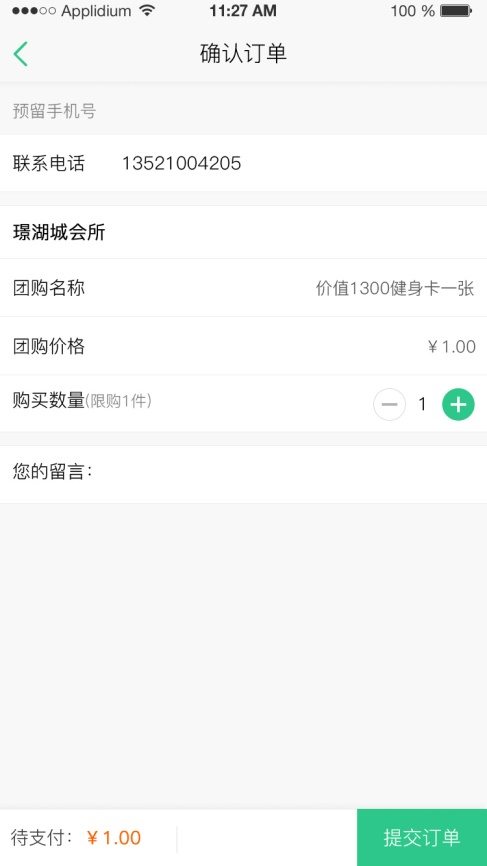 ●●●○○ Applidium 11:27 AM 100 %
确认订单
预留手机号
联系电话 13521004205
璟湖城会所
团购名称 价值1300健身卡一张
团购价格 ¥1.00
购买数量(限购1件) 1
您的留言：
待支付： ¥1.00 提交订单